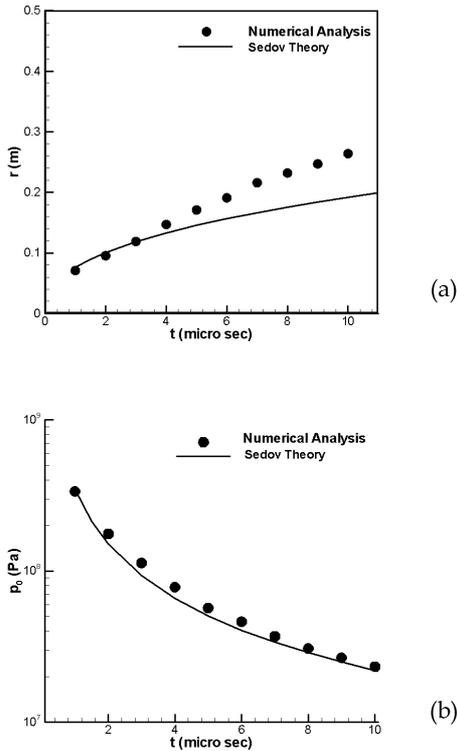 0.5
0.4
0.3
0.2
0.1
0
r (m)
Numerical Analysis
Sedov Theory
0 2 4 6 8 10
t (micro sec)
(a)
10⁹
10⁸
10⁷
p₀ (Pa)
Numerical Analysis
Sedov Theory
2 4 6 8 10
t (micro sec)
(b)